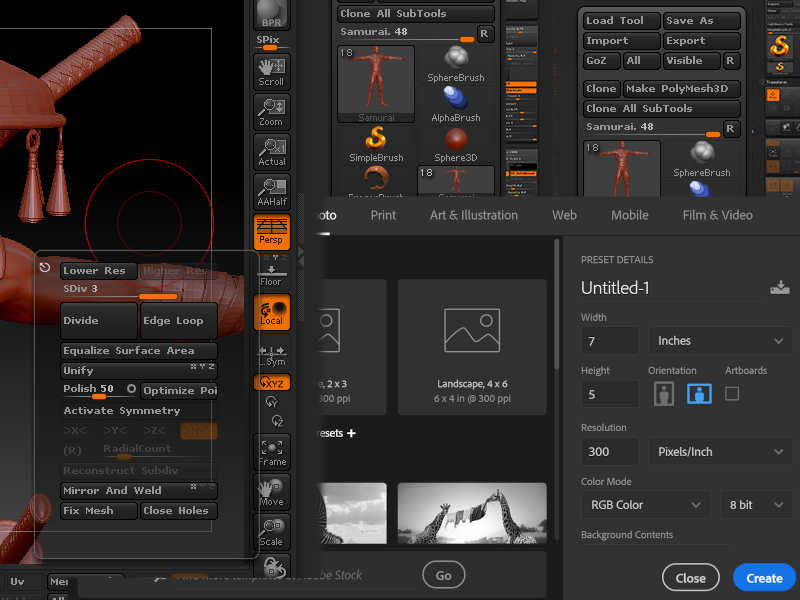 BPR
SPix
Scroll
Zoom
Actual
AAHalf
Persp
Floor
Local
L.Sym
XYZ
Frame
Move
Scale
Lower Res
Higher Res
SDiv 3
Divide
Edge Loop
Equalize Surface Area
Unify
X Y Z
Polish 50
Optimize Poi
Activate Symmetry
>X<
>Y<
>Z<
>M<
(R)
RadialCount
Reconstruct Subdiv
Mirror And Weld
X Y Z
Fix Mesh
Close Holes
Uv
Clone All SubTools
Samurai. 48
R
18
Samurai
SphereBrush
AlphaBrush
SimpleBrush
Sphere3D
18
Load Tool
Save As
Import
Export
GoZ
All
Visible
R
Clone
Make PolyMesh3D
Clone All SubTools
Samurai. 48
R
18
SphereBrush
Print
Art & Illustration
Web
Mobile
Film & Video
e, 2 x 3
300 ppi
Landscape, 4 x 6
6 x 4 in @ 300 ppi
esets +
Stock
Go
PRESET DETAILS
Untitled-1
Width
7
Inches
Height
Orientation
Artboards
5
Resolution
300
Pixels/Inch
Color Mode
RGB Color
8 bit
Background Contents
Close
Create